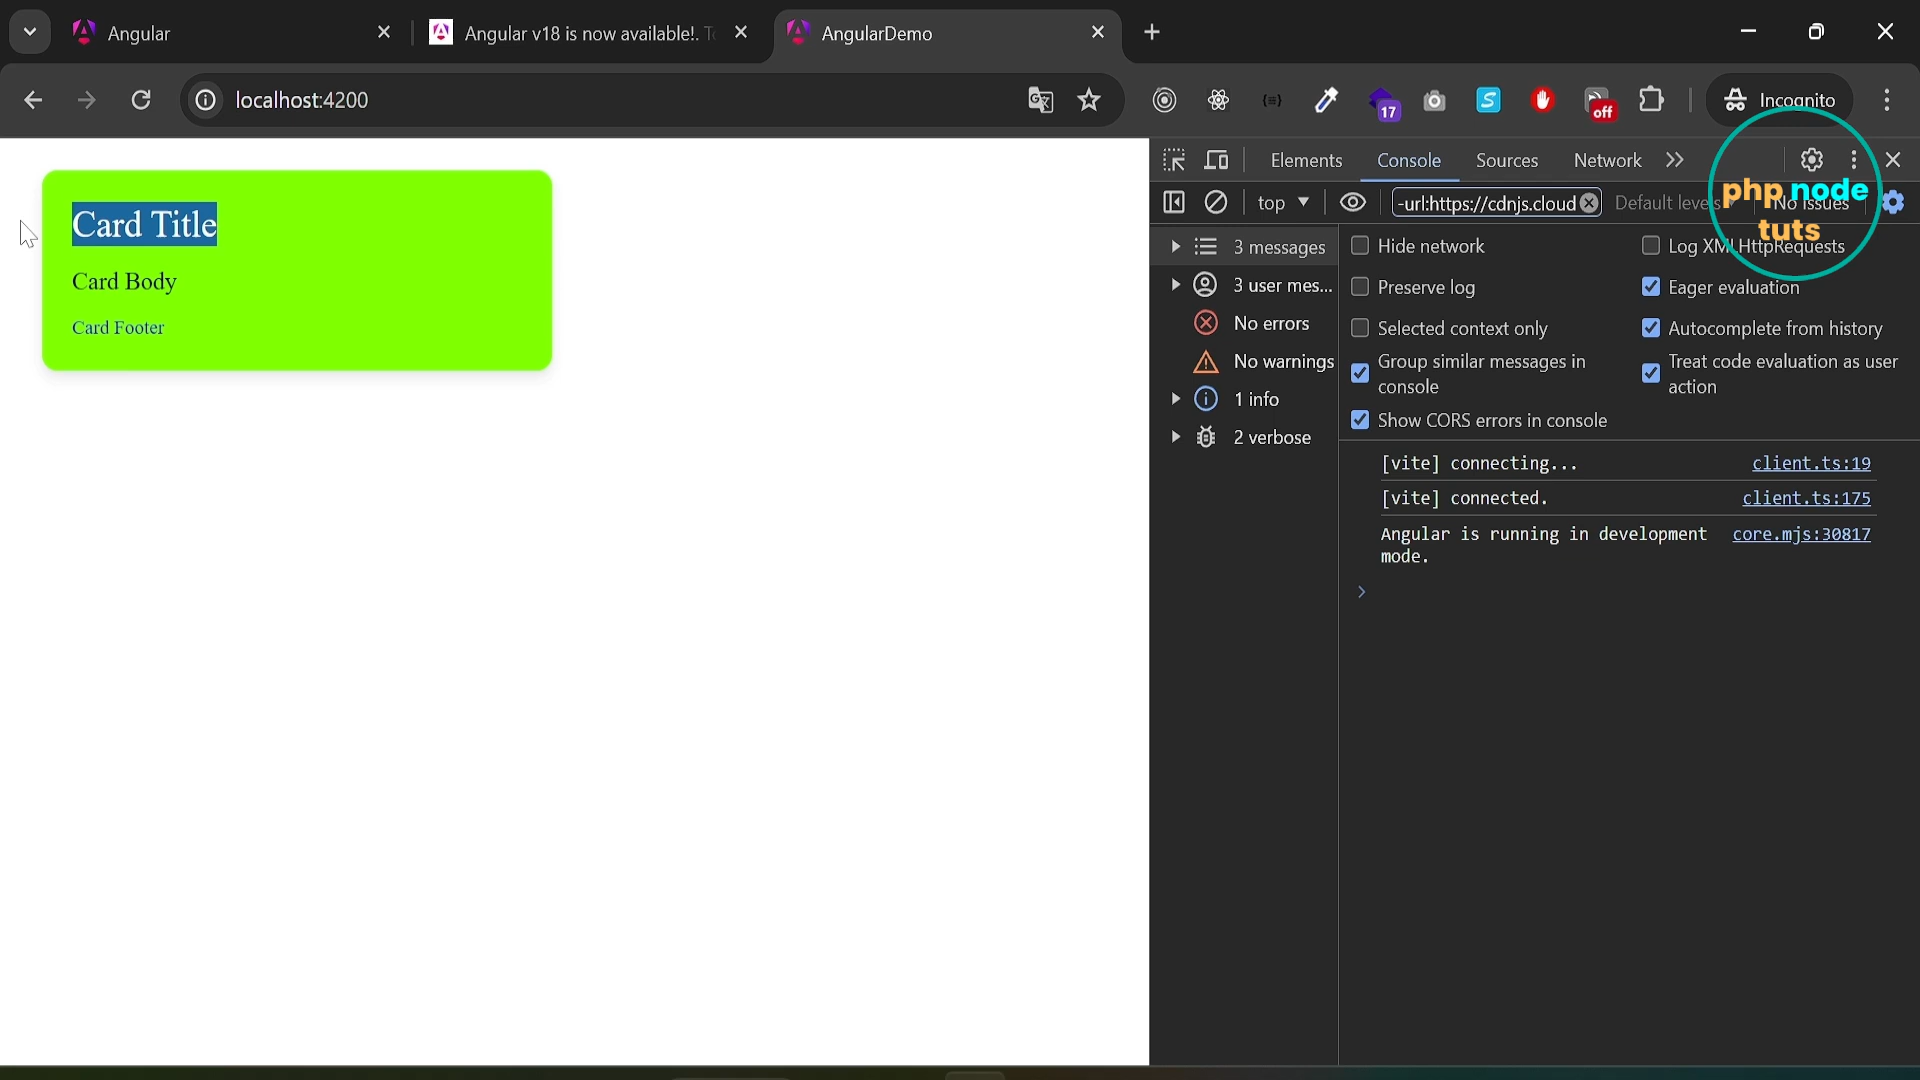 Angular
Angular v18 is now available!.
AngularDemo
localhost:4200
17
off
Incognito
Card Title
Card Body
Card Footer
Elements
Console
Sources
Network
top
-url:https://cdnjs.cloud
Default levels
No Issues
php node
tuts
3 messages
3 user mes...
No errors
No warnings
1 info
2 verbose
Hide network
Log XMLHttpRequests
Preserve log
Eager evaluation
Selected context only
Autocomplete from history
Group similar messages in
console
Treat code evaluation as user
action
Show CORS errors in console
[vite] connecting... client.ts:19
[vite] connected. client.ts:175
Angular is running in development core.mjs:30817
mode.